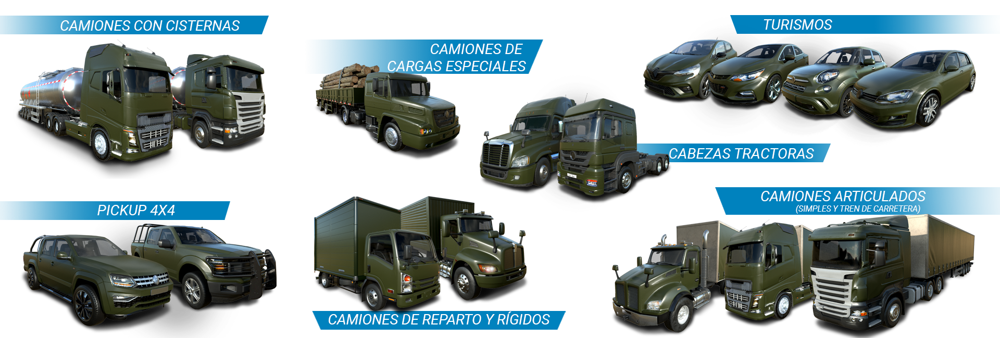 CAMIONES CON CISTERNAS
CAMIONES DE
CARGAS ESPECIALES
TURISMOS
CABEZAS TRACTORAS
PICKUP 4X4
CAMIONES DE REPARTO Y RÍGIDOS
CAMIONES ARTICULADOS
(SIMPLES Y TREN DE CARRETERA)